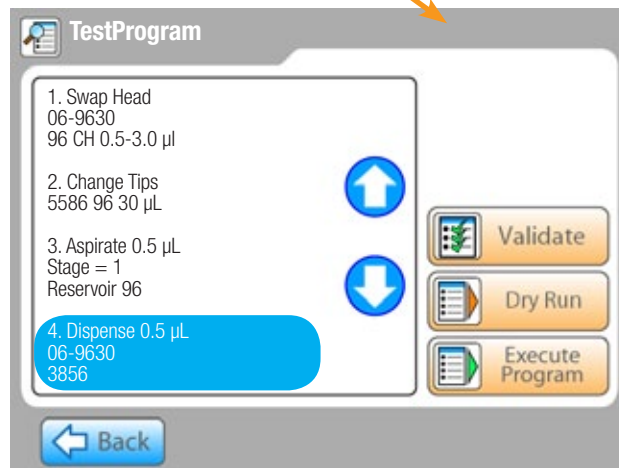 TestProgram
1. Swap Head
06-9630
96 CH 0.5-3.0 µl
2. Change Tips
5586 96 30 µL
3. Aspirate 0.5 µL
Stage = 1
Reservoir 96
4. Dispense 0.5 µL
06-9630
3856
Validate
Dry Run
Execute
Program
Back